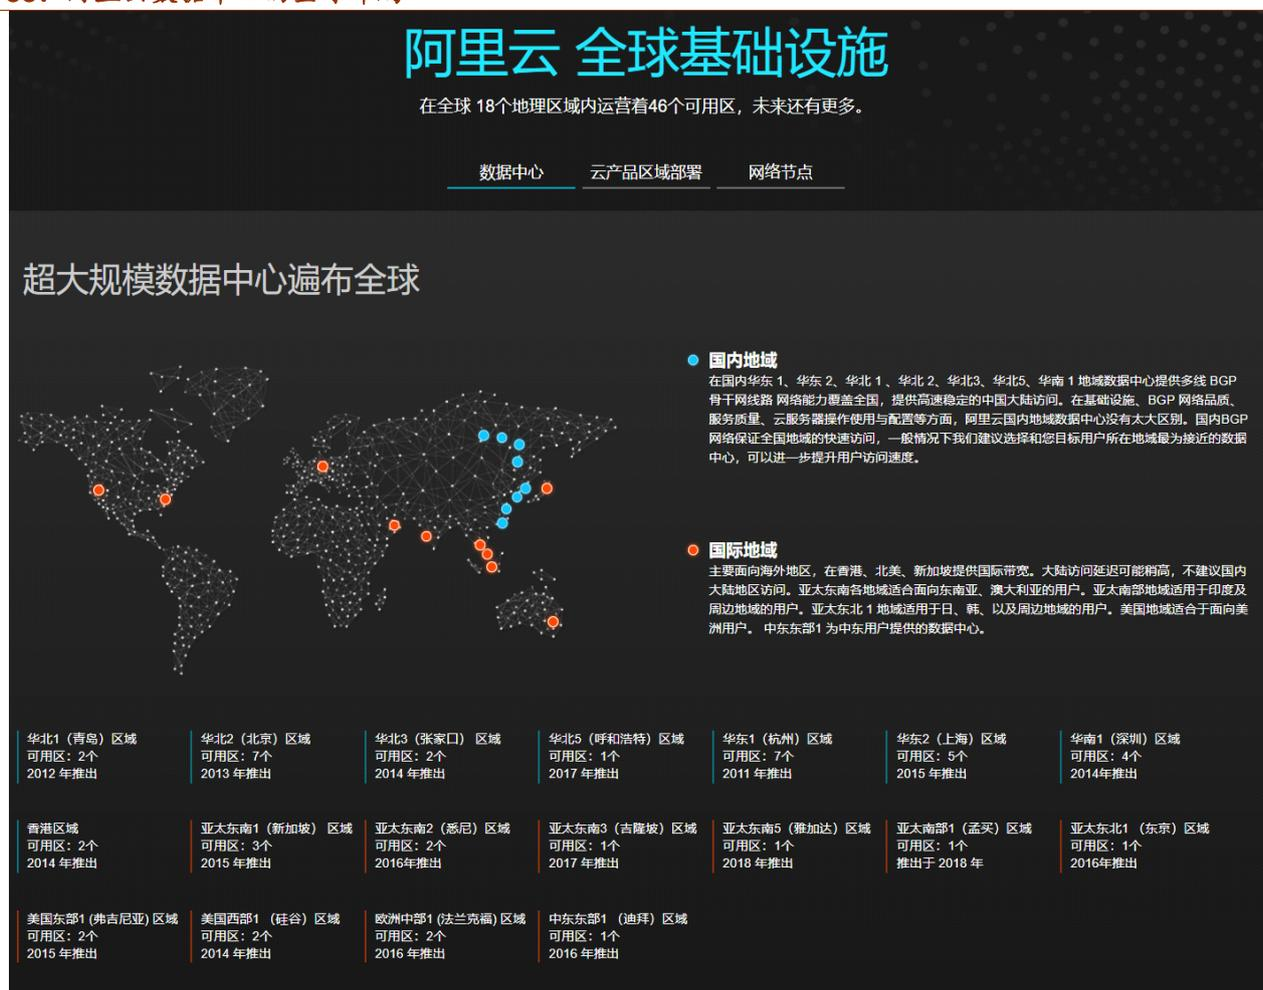 阿里云 全球基础设施
在全球 18个地理区域内运营着46个可用区，未来还有更多。
数据中心 云产品区域部署 网络节点
超大规模数据中心遍布全球
国内地域
在国内华东 1、华东 2、华北 1 、华北 2、华北3、华北5、华南 1 地域数据中心提供多线 BGP
骨干网线路 网络能力覆盖全国，提供高速稳定的中国大陆访问。在基础设施、BGP 网络品质、
服务质量、云服务器操作使用与配置等方面，阿里云国内地域数据中心没有太大区别。国内BGP
网络保证全国地域的快速访问，一般情况下我们建议选择和您目标用户所在地域最为接近的数据
中心，可以进一步提升用户访问速度。
国际地域
主要面向海外地区，在香港、北美、新加坡提供国际带宽。大陆访问延迟可能稍高，不建议国内
大陆地区访问。亚太东南各地域适合面向东南亚、澳大利亚的用户。亚太南部地域适用于印度及
周边地域的用户。亚太东北 1 地域适用于日、韩、以及周边地域的用户。美国地域适合于面向美
洲用户。 中东东部1 为中东用户提供的数据中心。
华北1（青岛）区域
可用区：2个
2012 年推出
华北2（北京）区域
可用区：7个
2013 年推出
华北3（张家口） 区域
可用区：2个
2014 年推出
华北5（呼和浩特）区域
可用区：1个
2017 年推出
华东1（杭州）区域
可用区：7个
2011 年推出
华东2（上海）区域
可用区：5个
2015 年推出
华南1（深圳）区域
可用区：4个
2014年推出
香港区域
可用区：2个
2014 年推出
亚太东南1（新加坡） 区域
可用区：3个
2015 年推出
亚太东南2（悉尼）区域
可用区：2个
2016年推出
亚太东南3（吉隆坡）区域
可用区：1个
2017 年推出
亚太东南5（雅加达）区域
可用区：1个
2018 年推出
亚太南部1（孟买）区域
可用区：1个
推出于 2018 年
亚太东北1 （东京）区域
可用区：1个
2016年推出
美国东部1 (弗吉尼亚) 区域
可用区：2个
2015 年推出
美国西部1 （硅谷）区域
可用区：2个
2014 年推出
欧洲中部1 (法兰克福) 区域
可用区：2个
2016 年推出
中东东部1 （迪拜）区域
可用区：1个
2016 年推出